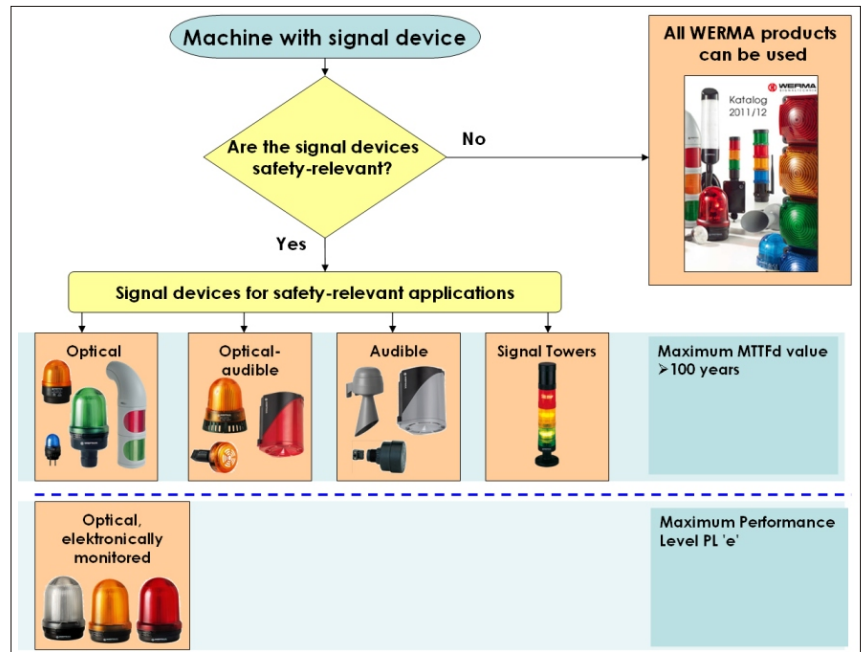 Machine with signal device
All WERMA products
can be used
WERMA
Katalog
2011/12
Are the signal devices
safety-relevant?
No
Yes
Signal devices for safety-relevant applications
Optical
Optical-
audible
Audible
Signal Towers
Maximum MTTFd value
➢100 years
Optical,
elektronically
monitored
Maximum Performance
Level PL 'e'